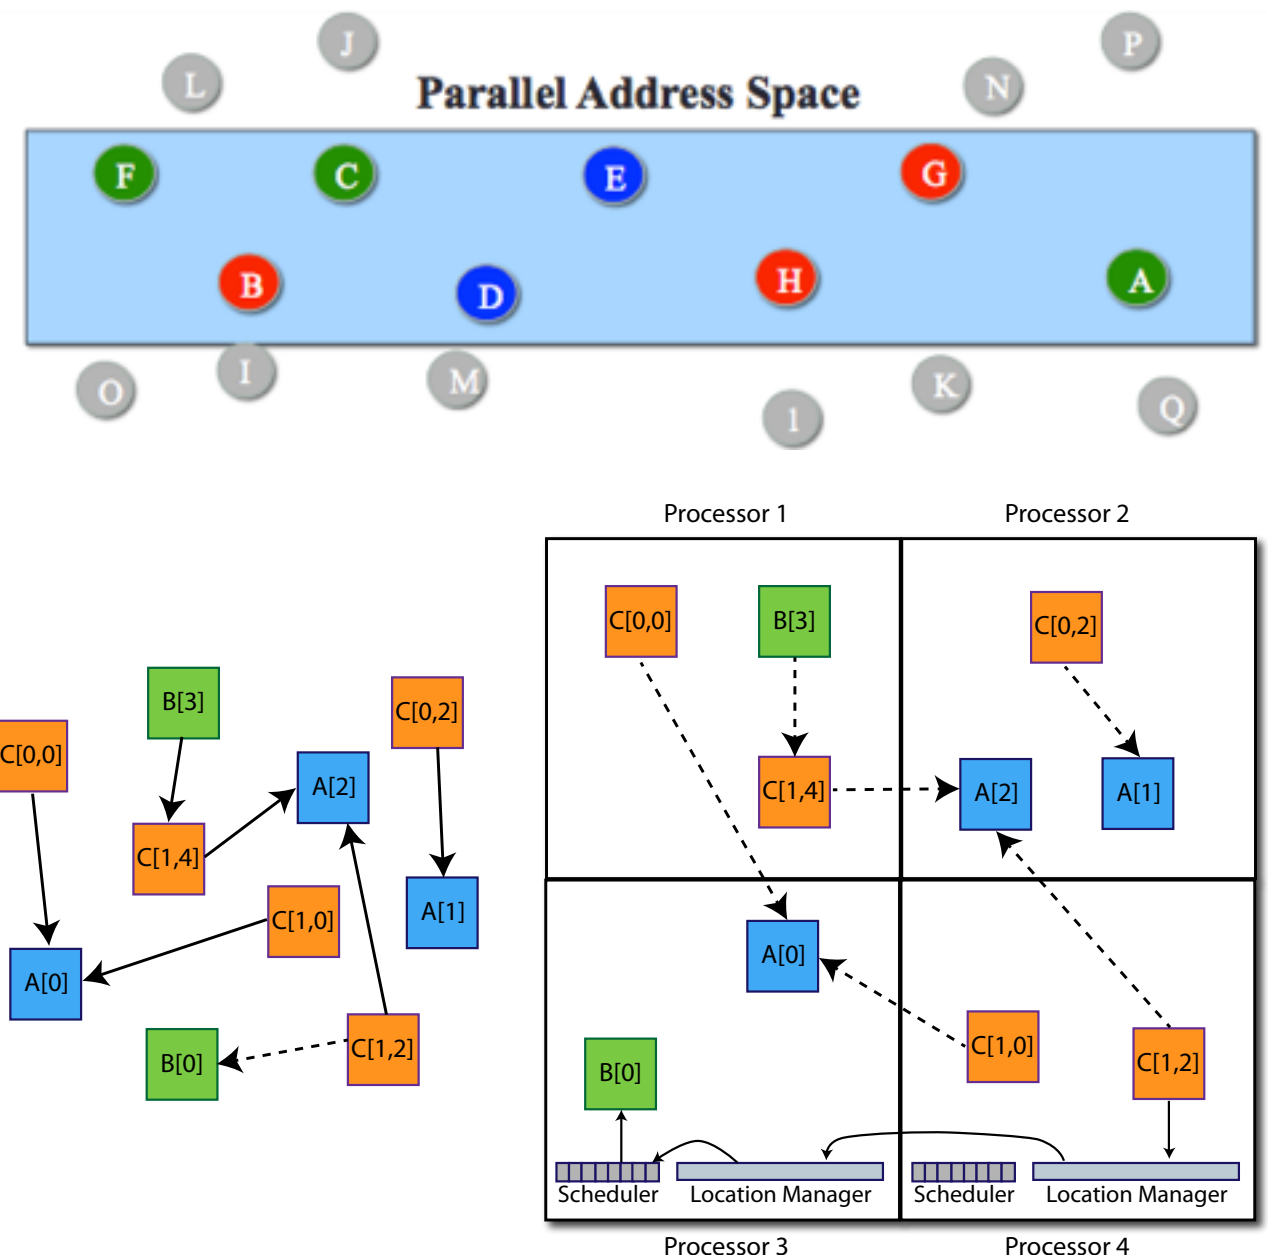 J
P
L
N
Parallel Address Space
F
C
E
G
B
D
H
A
O
I
M
1
K
Q
Processor 1
Processor 2
C[0,0]
B[3]
C[0,2]
C[1,4]
A[2]
A[1]
A[0]
C[1,0]
C[1,2]
B[0]
Scheduler
Location Manager
Scheduler
Location Manager
Processor 3
Processor 4
B[3]
C[0,2]
C[0,0]
A[2]
C[1,4]
C[1,0]
A[1]
A[0]
C[1,2]
B[0]